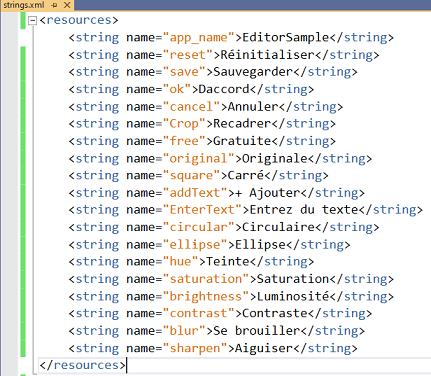 strings.xml
<resources>
<string name="app_name">EditorSample</string>
<string name="reset">Réinitialiser</string>
<string name="save">Sauvegarder</string>
<string name="ok">Daccord</string>
<string name="cancel">Annuler</string>
<string name="Crop">Recadrer</string>
<string name="free">Gratuite</string>
<string name="original">Originale</string>
<string name="square">Carré</string>
<string name="addText">+ Ajouter</string>
<string name="EnterText">Entrez du texte</string>
<string name="circular">Circulaire</string>
<string name="ellipse">Ellipse</string>
<string name="hue">Teinte</string>
<string name="saturation">Saturation</string>
<string name="brightness">Luminosité</string>
<string name="contrast">Contraste</string>
<string name="blur">Se brouiller</string>
<string name="sharpen">Aiguiser</string>
</resources>